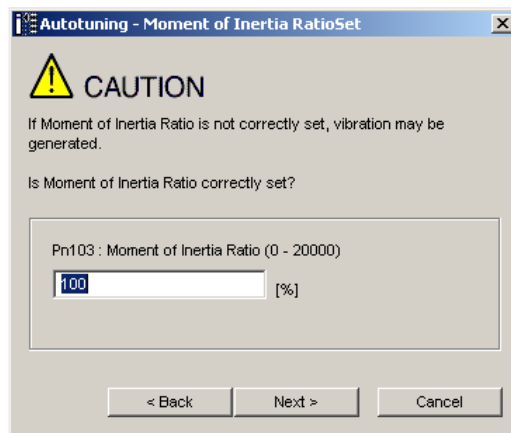 Autotuning - Moment of Inertia RatioSet
CAUTION
If Moment of Inertia Ratio is not correctly set, vibration may be
generated.
Is Moment of Inertia Ratio correctly set?
Pn103 : Moment of Inertia Ratio (0 - 20000)
100 [%]
< Back Next > Cancel